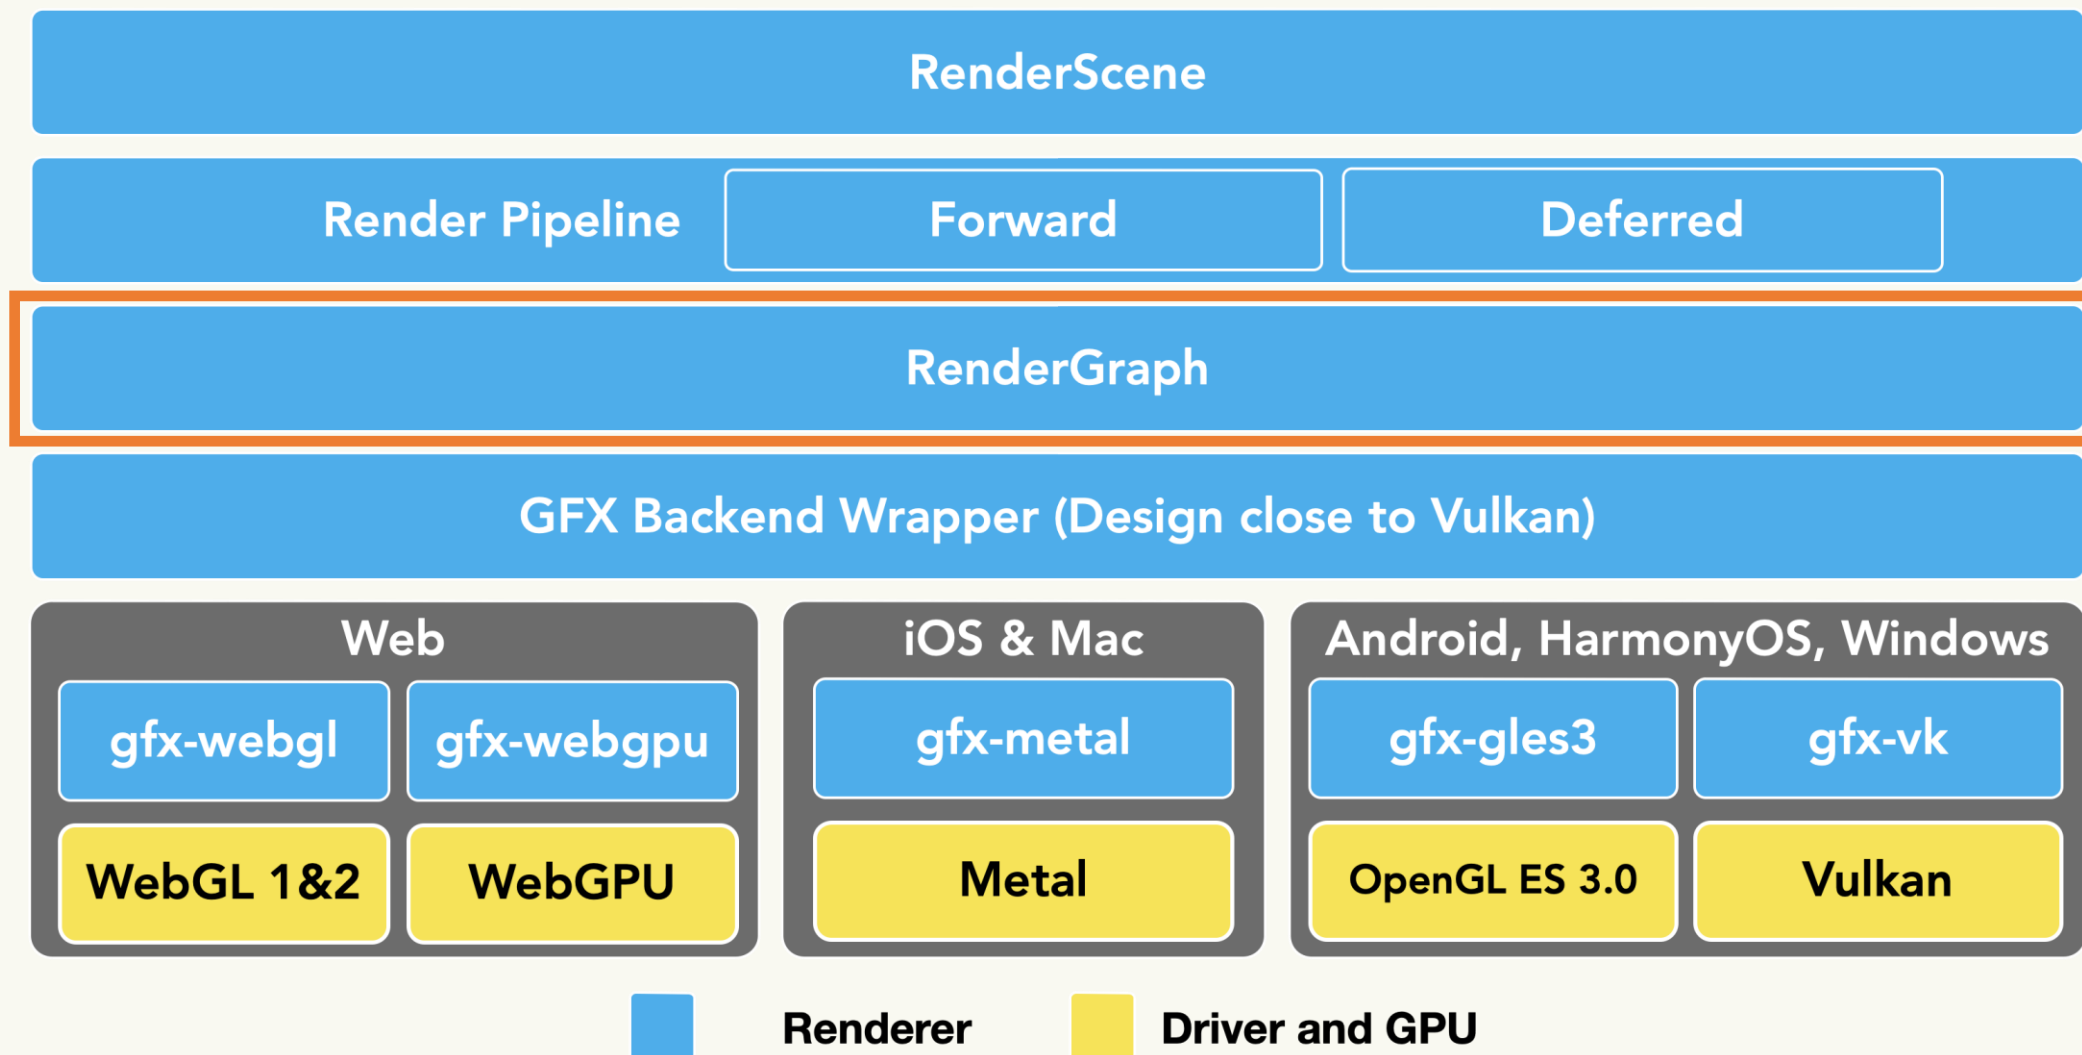 RenderScene
Render Pipeline
Forward
Deferred
RenderGraph
GFX Backend Wrapper (Design close to Vulkan)
Web
gfx-webgl
gfx-webgpu
WebGL 1&2
WebGPU
iOS & Mac
gfx-metal
Metal
Android, HarmonyOS, Windows
gfx-gles3
gfx-vk
OpenGL ES 3.0
Vulkan
Renderer
Driver and GPU